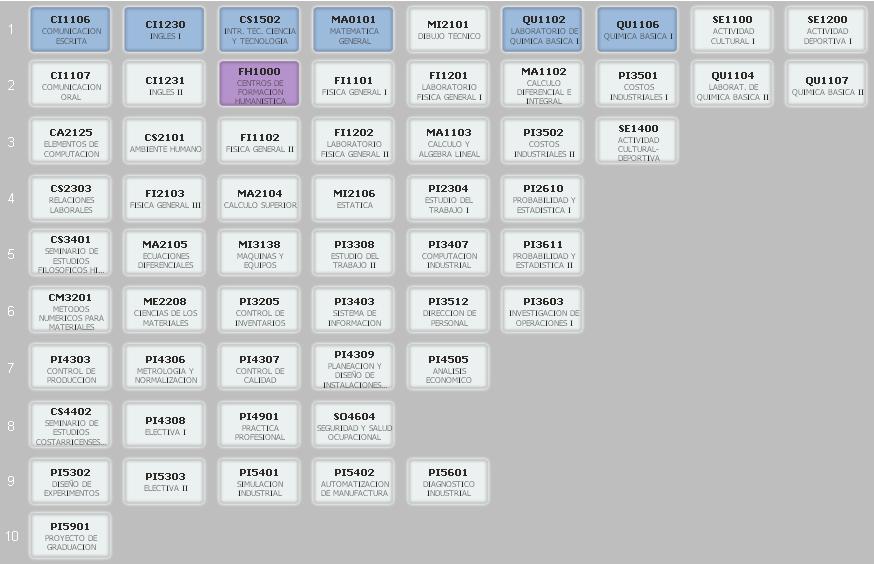 1
CI1106
COMUNICACION
ESCRITA
CI1230
INGLES I
CS1502
INTR. TEC. CIENCIA
Y TECNOLOGIA
MA0101
MATEMATICA
GENERAL
MI2101
DIBUJO TECNICO
QU1102
LABORATORIO DE
QUIMICA BASICA I
QU1106
QUIMICA BASICA I
SE1100
ACTIVIDAD
CULTURAL I
SE1200
ACTIVIDAD
DEPORTIVA I
2
CI1107
COMUNICACION
ORAL
CI1231
INGLES II
FH1000
CENTROS DE
FORMACION
HUMANISTICA
FI1101
FISICA GENERAL I
FI1201
LABORATORIO
FISICA GENERAL I
MA1102
CALCULO
DIFERENCIAL E
INTEGRAL
PI3501
COSTOS
INDUSTRIALES I
QU1104
LABORAT. DE
QUIMICA BASICA II
QU1107
QUIMICA BASICA II
3
CA2125
ELEMENTOS DE
COMPUTACION
CS2101
AMBIENTE HUMANO
FI1102
FISICA GENERAL II
FI1202
LABORATORIO
FISICA GENERAL II
MA1103
CALCULO Y
ALGEBRA LINEAL
PI3502
COSTOS
INDUSTRIALES II
SE1400
ACTIVIDAD
CULTURAL-
DEPORTIVA
4
CS2303
RELACIONES
LABORALES
FI2103
FISICA GENERAL III
MA2104
CALCULO SUPERIOR
MI2106
ESTATICA
PI2304
ESTUDIO DEL
TRABAJO I
PI2610
PROBABILIDAD Y
ESTADISTICA I
5
CS3401
SEMINARIO DE
ESTUDIOS
FILOSOFICOS HI...
MA2105
ECUACIONES
DIFERENCIALES
MI3138
MAQUINAS Y
EQUIPOS
PI3308
ESTUDIO DEL
TRABAJO II
PI3407
COMPUTACION
INDUSTRIAL
PI3611
PROBABILIDAD Y
ESTADISTICA II
6
CM3201
METODOS
NUMERICOS PARA
MATERIALES
ME2208
CIENCIAS DE LOS
MATERIALES
PI3205
CONTROL DE
INVENTARIOS
PI3403
SISTEMA DE
INFORMACION
PI3512
DIRECCION DE
PERSONAL
PI3603
INVESTIGACION DE
OPERACIONES I
7
PI4303
CONTROL DE
PRODUCCION
PI4306
METROLOGIA Y
NORMALIZACION
PI4307
CONTROL DE
CALIDAD
PI4309
PLANEACION Y
DISEÑO DE
INSTALACIONES...
PI4505
ANALISIS
ECONOMICO
8
CS4402
SEMINARIO DE
ESTUDIOS
COSTARRICENSES...
PI4308
ELECTIVA I
PI4901
PRACTICA
PROFESIONAL
SO4604
SEGURIDAD Y SALUD
OCUPACIONAL
9
PI5302
DISEÑO DE
EXPERIMENTOS
PI5303
ELECTIVA II
PI5401
SIMULACION
INDUSTRIAL
PI5402
AUTOMATIZACION
DE MANUFACTURA
PI5601
DIAGNOSTICO
INDUSTRIAL
10
PI5901
PROYECTO DE
GRADUACION